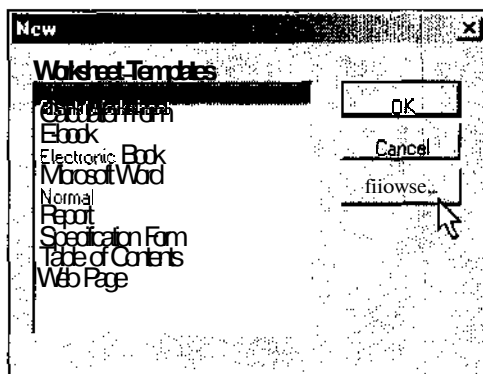 New
Worksheet Templates
Blank Worksheet
Calculation Form
Ebook
Electronic Book
Microsoft Word
Normal
Report
Specification Form
Table of Contents
Web Page
OK
Cancel
fiiowse...